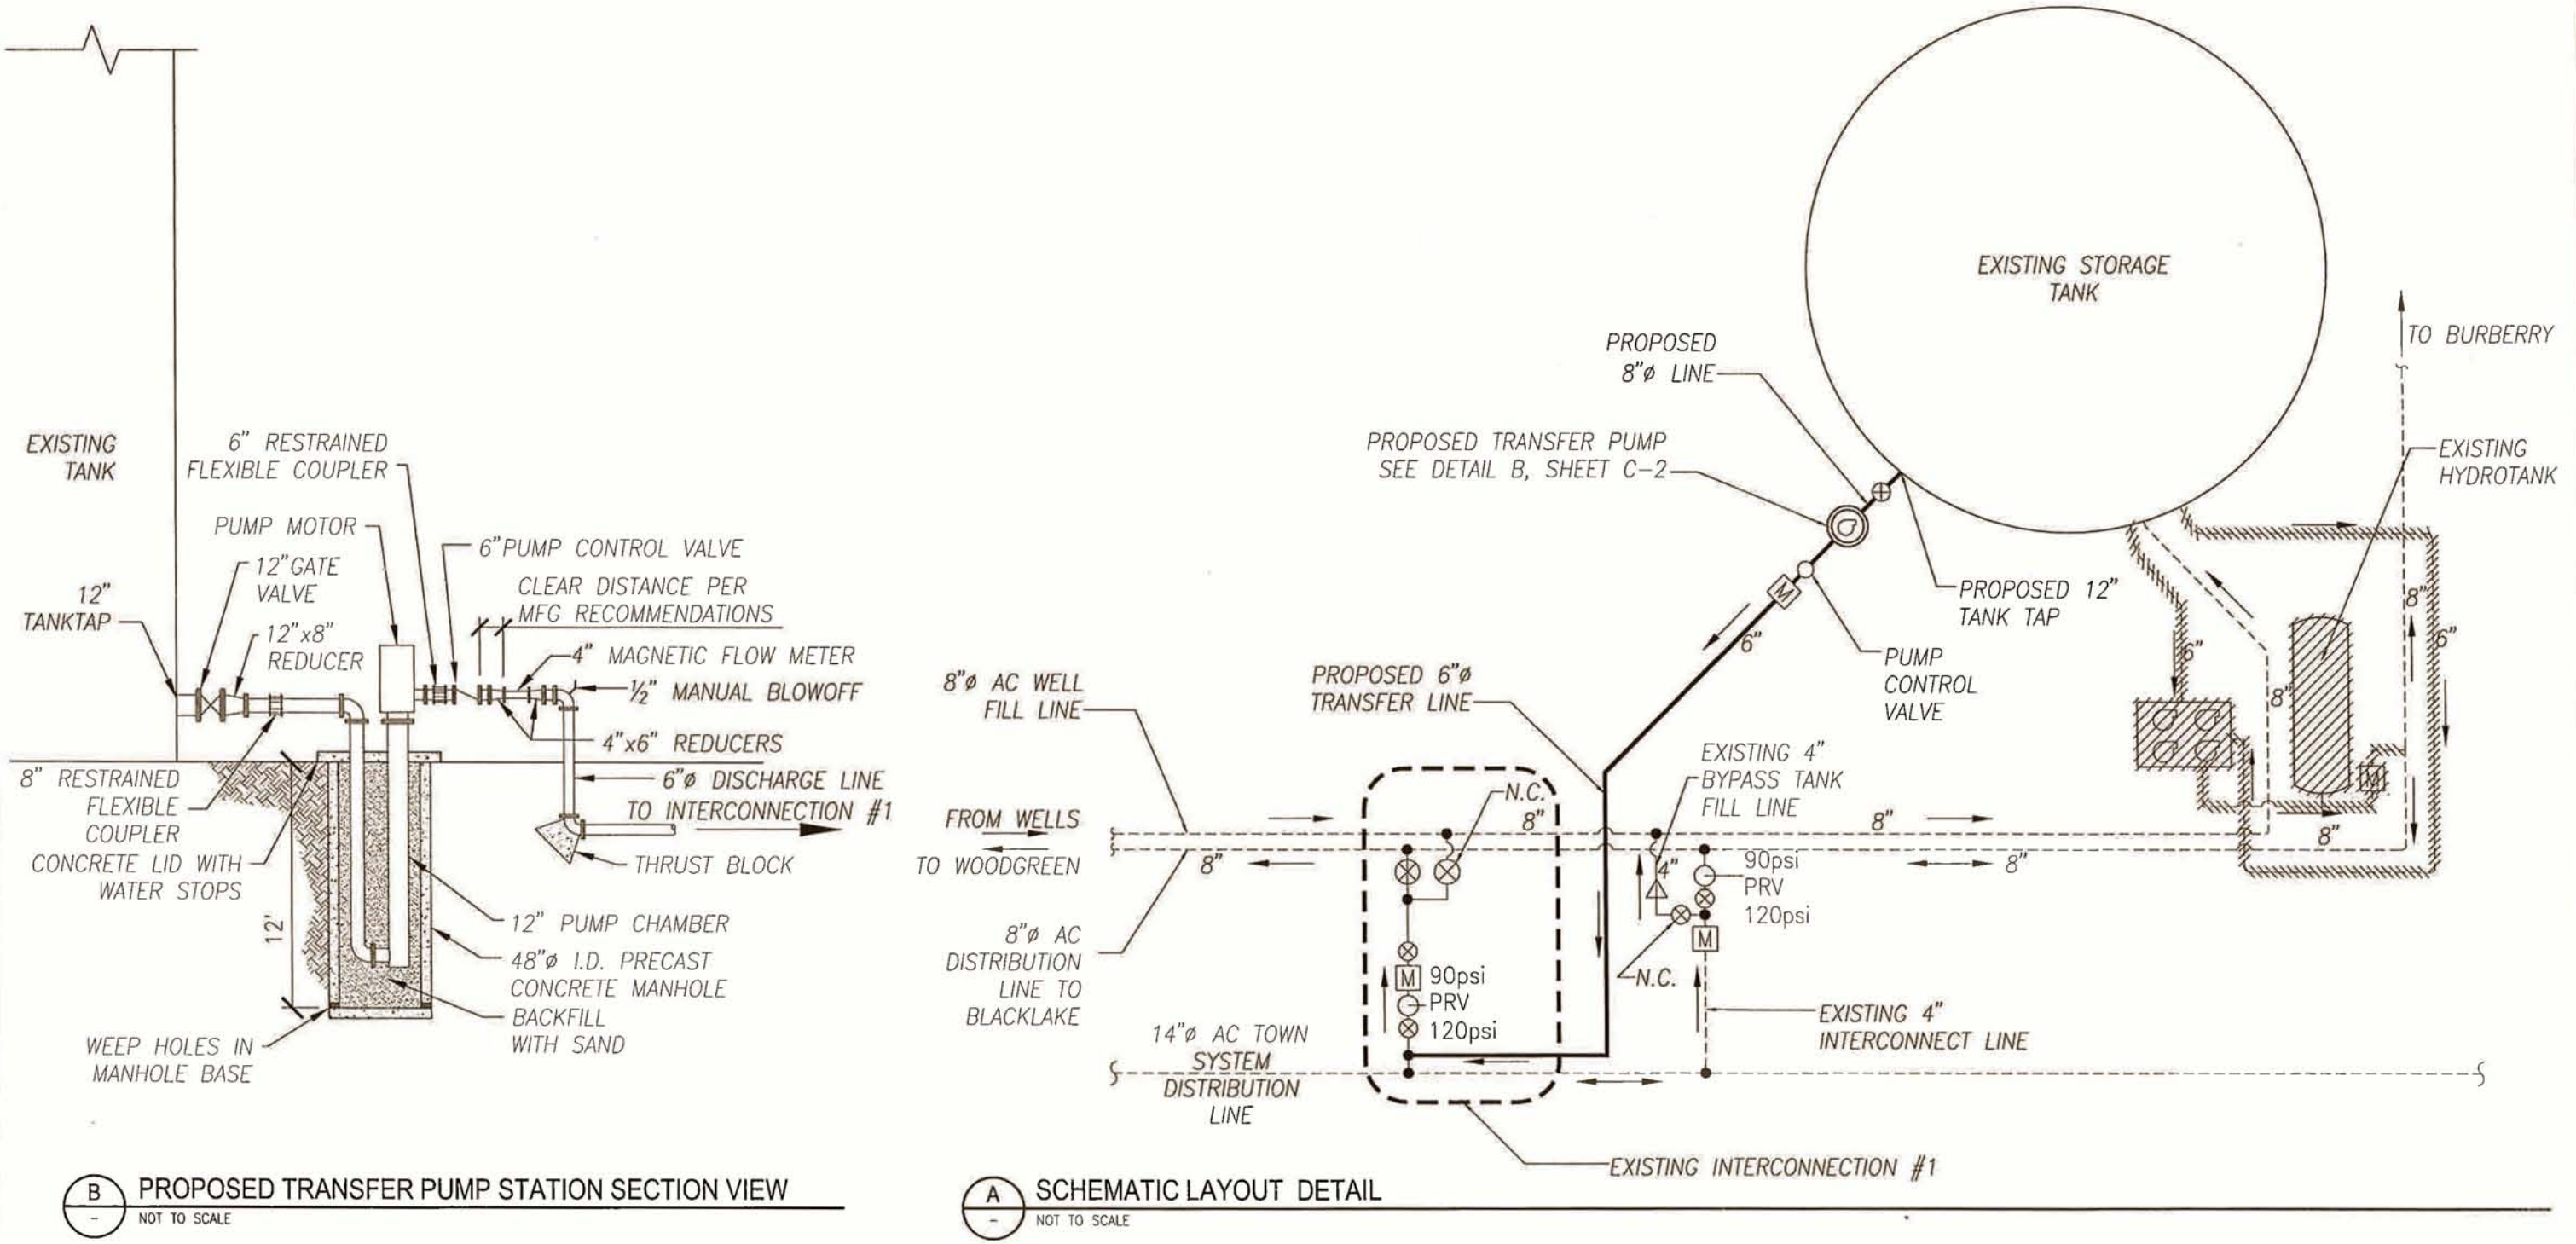 EXISTING
TANK
6" RESTRAINED
FLEXIBLE COUPLER
PUMP MOTOR
12"GATE
VALVE
12"
TANKTAP
12"x8"
REDUCER
6"PUMP CONTROL VALVE
CLEAR DISTANCE PER
MFG RECOMMENDATIONS
4" MAGNETIC FLOW METER
½" MANUAL BLOWOFF
4"x6" REDUCERS
6"ø DISCHARGE LINE
TO INTERCONNECTION #1
THRUST BLOCK
8" RESTRAINED
FLEXIBLE
COUPLER
CONCRETE LID WITH
WATER STOPS
12'
12" PUMP CHAMBER
48"ø I.D. PRECAST
CONCRETE MANHOLE
BACKFILL
WITH SAND
WEEP HOLES IN
MANHOLE BASE
B
-
PROPOSED TRANSFER PUMP STATION SECTION VIEW
NOT TO SCALE
EXISTING STORAGE
TANK
TO BURBERRY
PROPOSED
8"ø LINE
PROPOSED TRANSFER PUMP
SEE DETAIL B, SHEET C-2
EXISTING
HYDROTANK
PROPOSED 12"
TANK TAP
M
6"
PUMP
CONTROL
VALVE
8"
6"
6"
8"
M
8"
8"ø AC WELL
FILL LINE
PROPOSED 6"ø
TRANSFER LINE
EXISTING 4"
BYPASS TANK
FILL LINE
N.C.
FROM WELLS
8"
8"
TO WOODGREEN
8"
8"
4"
90psi
PRV
120psi
M
N.C.
8"ø AC
DISTRIBUTION
LINE TO
BLACKLAKE
M
90psi
PRV
120psi
EXISTING 4"
INTERCONNECT LINE
14"ø AC TOWN
SYSTEM
DISTRIBUTION
LINE
EXISTING INTERCONNECTION #1
A
-
SCHEMATIC LAYOUT DETAIL
NOT TO SCALE